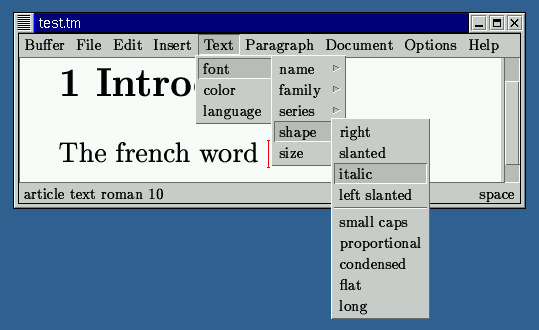 test.tm
Buffer File Edit Insert Text Paragraph Document Options Help
font
color
language
name
family
series
shape
size
right
slanted
italic
left slanted
small caps
proportional
condensed
flat
long
1 Intro
The french word
article text roman 10
space